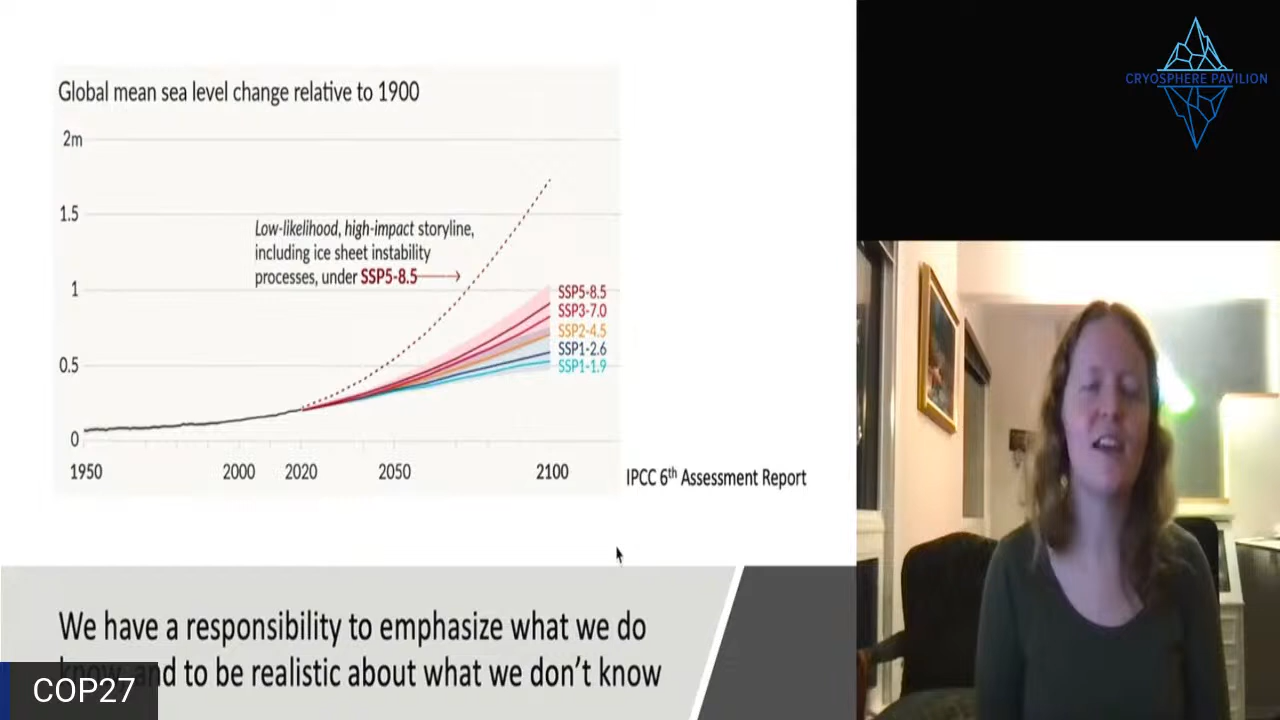 Global mean sea level change relative to 1900
2m
1.5
1
0.5
0
Low-likelihood, high-impact storyline,
including ice sheet instability
processes, under SSP5-8.5
SSP5-8.5
SSP3-7.0
SSP2-4.5
SSP1-2.6
SSP1-1.9
1950
2000
2020
2050
2100
IPCC 6th Assessment Report
We have a responsibility to emphasize what we do
know, and to be realistic about what we don't know
COP27
CRYOSPHERE PAVILION